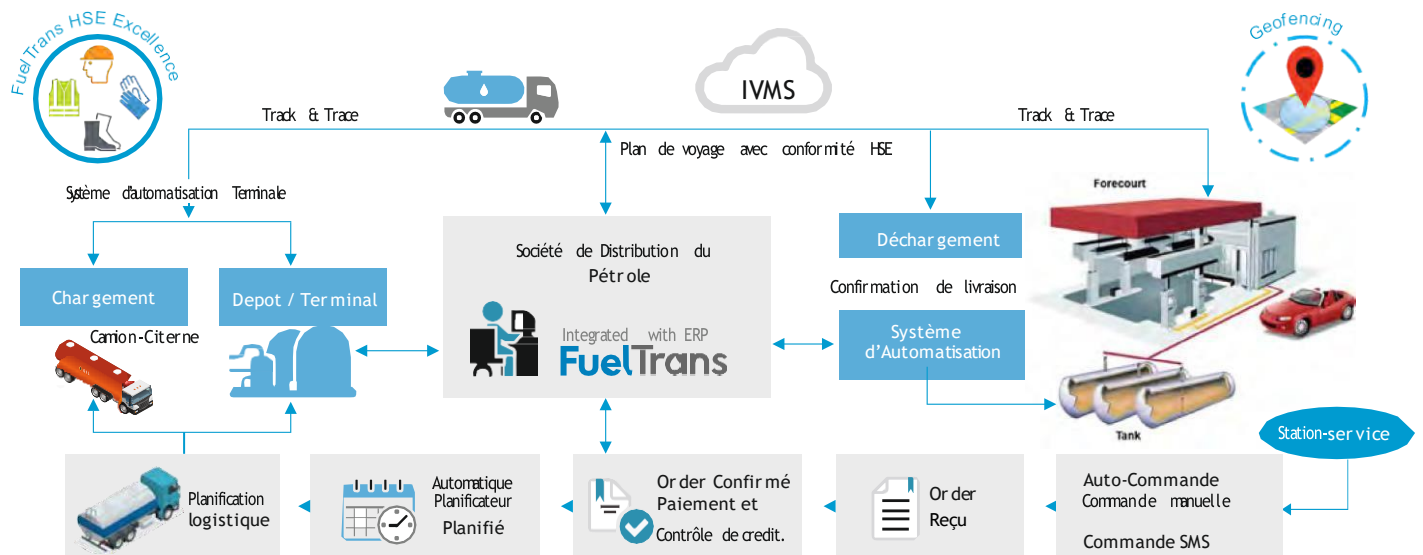 FuelTrans HSE Excellence
Geofencing
IVMS
Track & Trace
Track & Trace
Plan de voyage avec conformité HSE
Système d'automatisation Terminale
Forecourt
Société de Distribution du
Pétrole
Déchargement
Chargement
Depot / Terminal
Confirmation de livraison
Camion-Citerne
Integrated with ERP
FuelTrans
Système
d'Automatisation
Tank
Station-service
Planification
logistique
Automatique
Planificateur
Planifié
Order Confirmé
Paiement et
Contrôle de credit.
Order
Reçu
Auto-Commande
Commande manuelle
Commande SMS